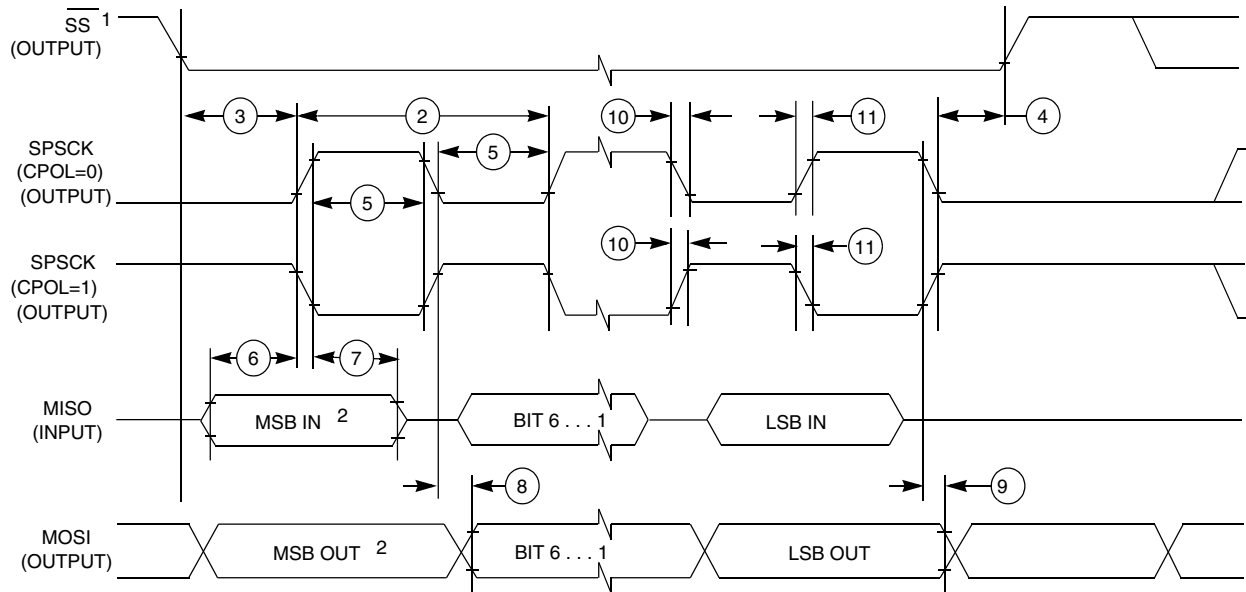 SS 1
(OUTPUT)
3
2
10
11
4
SPSCK
(CPOL=0)
(OUTPUT)
5
5
10
11
SPSCK
(CPOL=1)
(OUTPUT)
6
7
MISO
(INPUT)
MSB IN 2
BIT 6 . . . 1
LSB IN
8
9
MOSI
(OUTPUT)
MSB OUT 2
BIT 6 . . . 1
LSB OUT